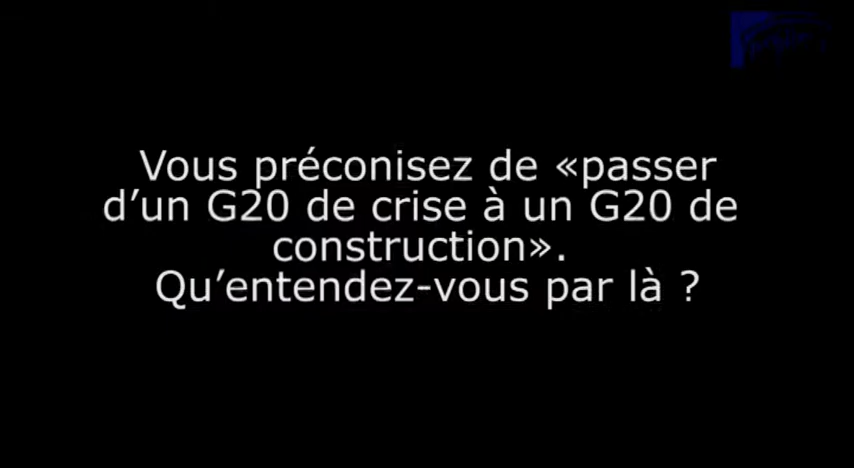 Vous préconisez de «passer
d’un G20 de crise à un G20 de
construction».
Qu’entendez-vous par là ?